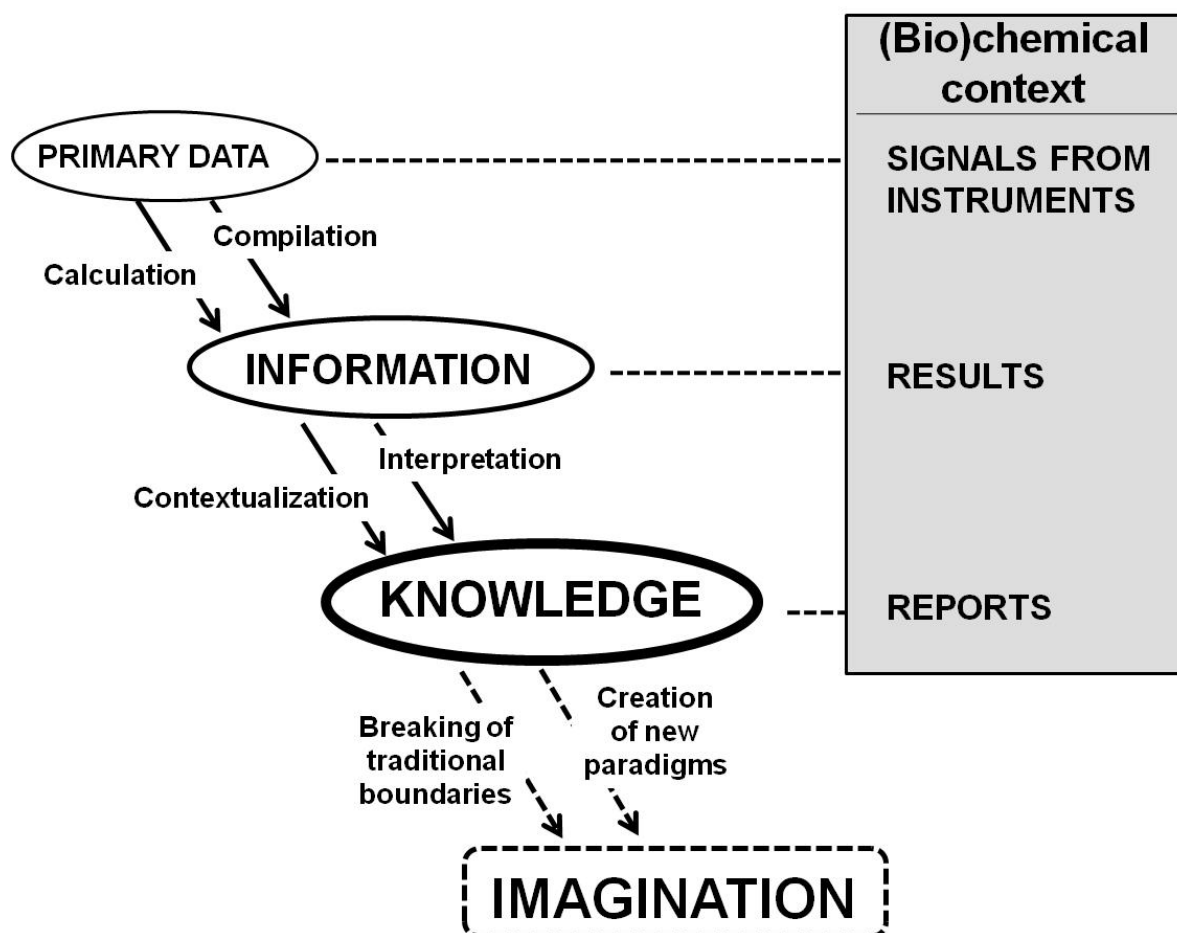 (Bio)chemical
context
PRIMARY DATA
SIGNALS FROM
INSTRUMENTS
Compilation
Calculation
INFORMATION
RESULTS
Interpretation
Contextualization
KNOWLEDGE
REPORTS
Breaking of
traditional
boundaries
Creation
of new
paradigms
IMAGINATION